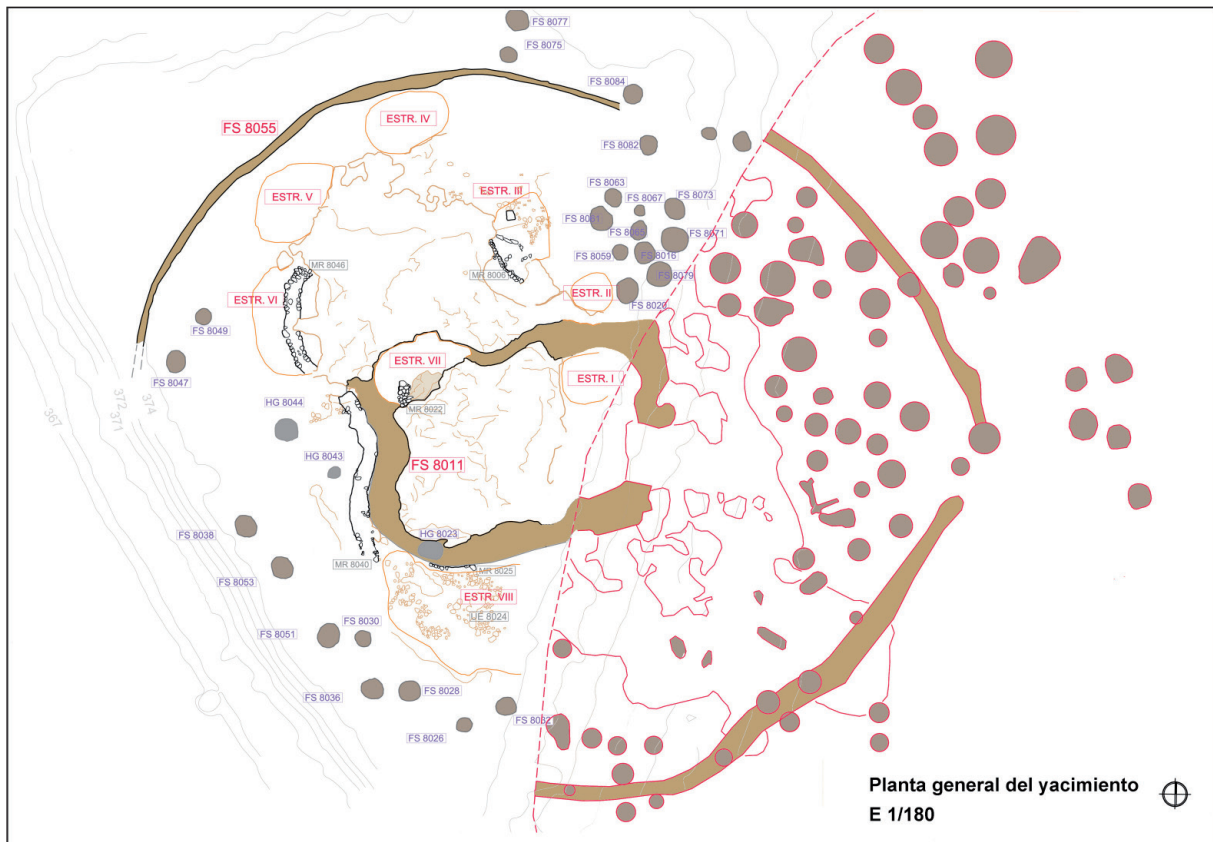 FS 8077
FS 8075
FS 8084
FS 8055
ESTR. IV
FS 8082
ESTR. V
ESTR. III
FS 8063
FS 8067
FS 8073
FS 8081
FS 8065
FS 8071
FS 8059
FS 8016
MR 8046
MR 8006
FS 8079
ESTR. VI
ESTR. II
FS 8020
FS 8049
ESTR. VII
FS 8047
ESTR. I
374
372
371
367
HG 8044
MR 8022
HG 8043
FS 8011
FS 8038
HG 8023
MR 8040
MR 8025
FS 8053
ESTR. VIII
UE 8024
FS 8051
FS 8030
FS 8036
FS 8028
FS 8032
FS 8026
Planta general del yacimiento
E 1/180